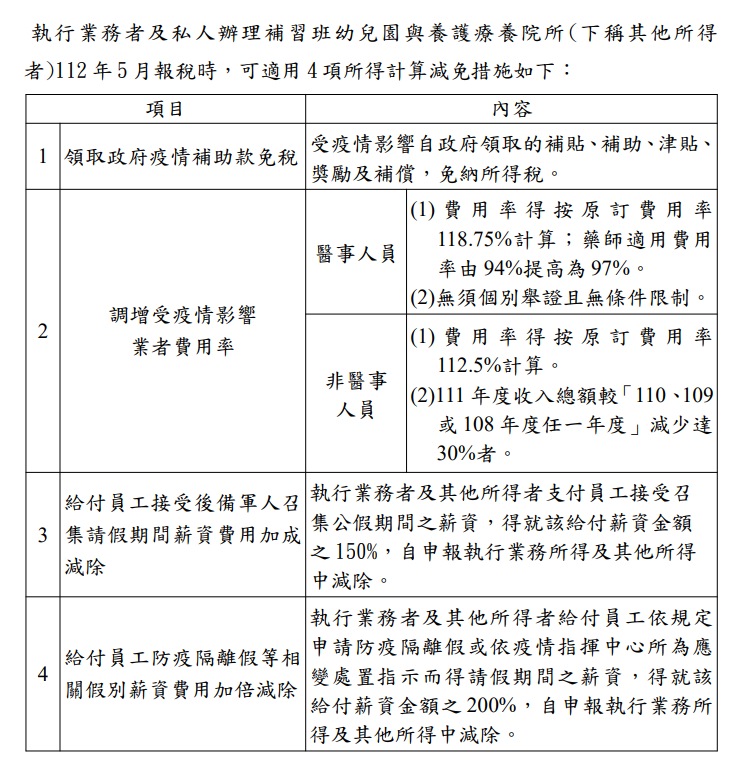 執行業務者及私人辦理補習班幼兒園與養護療養院所(下稱其他所得
者)112年5月報稅時，可適用4項所得計算減免措施如下：
項目
內容
1
領取政府疫情補助款免稅
受疫情影響自政府領取的補貼、補助、津貼、
獎勵及補償，免納所得稅。
2
調增受疫情影響
業者費用率
醫事人員
(1)費用率得按原訂費用率
118.75%計算；藥師適用費用
率由94%提高為97%。
(2)無須個別舉證且無條件限制。
非醫事
人員
(1)費用率得按原訂費用率
112.5%計算。
(2)111年度收入總額較「110、109
或108年度任一年度」減少達
30%者。
3
給付員工接受後備軍人召
集請假期間薪資費用加成
減除
執行業務者及其他所得者支付員工接受召
集公假期間之薪資，得就該給付薪資金額
之150%，自申報執行業務所得及其他所得
中減除。
4
給付員工防疫隔離假等相
關假別薪資費用加倍減除
執行業務者及其他所得者給付員工依規定
申請防疫隔離假或依疫情指揮中心所為應
變處置指示而得請假期間之薪資，得就該
給付薪資金額之200%，自申報執行業務所
得及其他所得中減除。